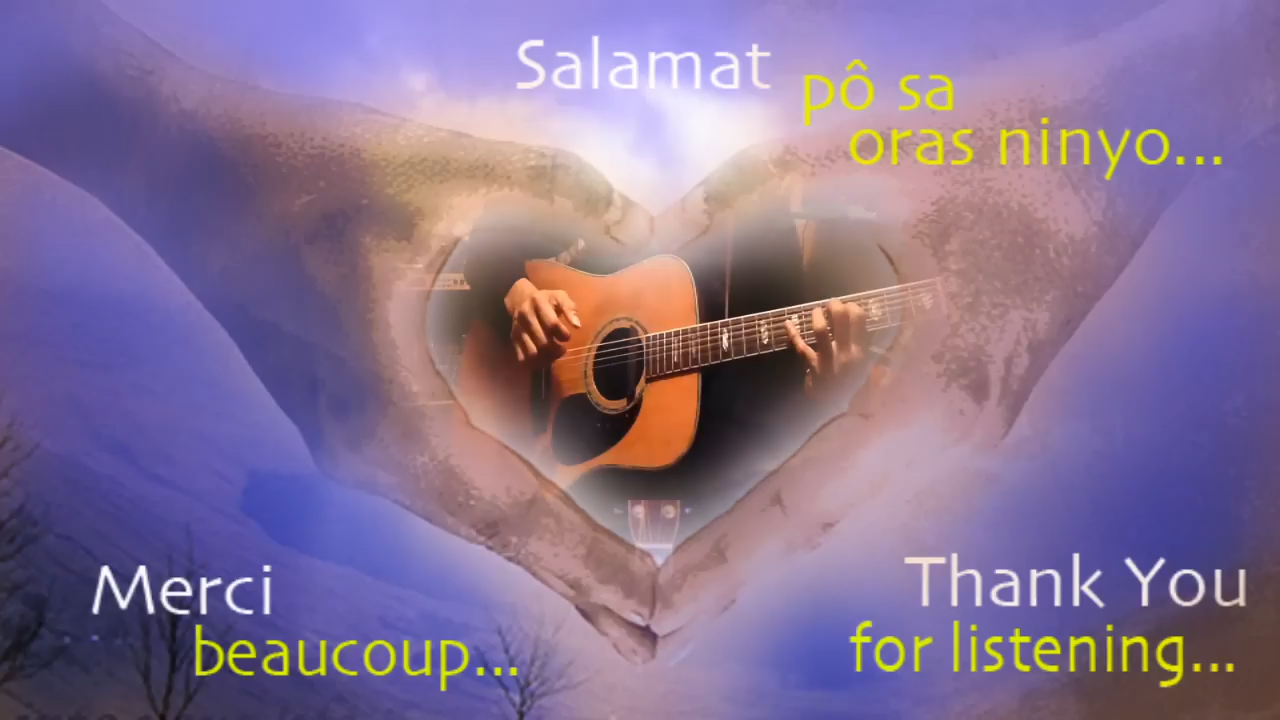 Salamat
pô sa
oras ninyo...
Merci
beaucoup...
Thank You
for listening...